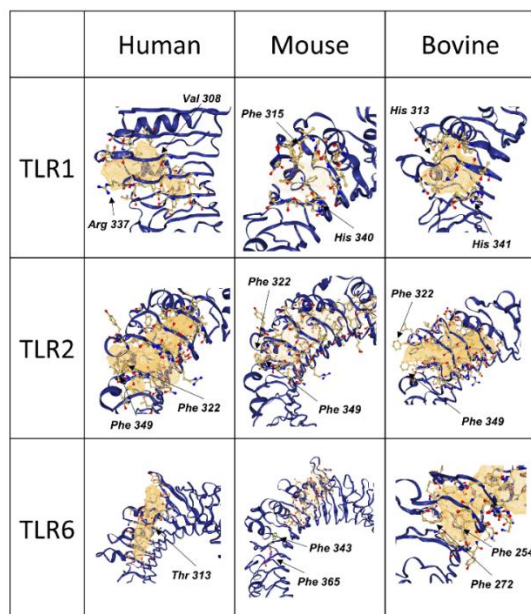 Human Mouse Bovine
TLR1
Val 308
Arg 337
Phe 315
His 340
His 313
His 341
TLR2
Phe 322
Phe 349
Phe 322
Phe 349
Phe 322
Phe 349
TLR6
Thr 313
Phe 343
Phe 365
Phe 254
Phe 272